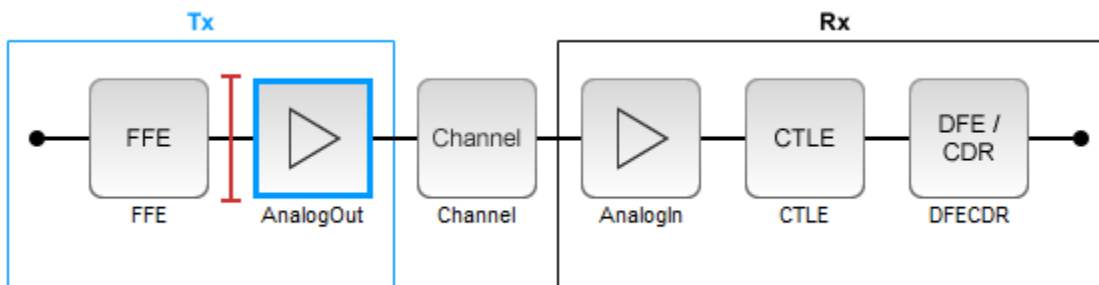 Tx
Rx
FFE
Channel
CTLE
DFE /
CDR
FFE
AnalogOut
Channel
AnalogIn
CTLE
DFECDR